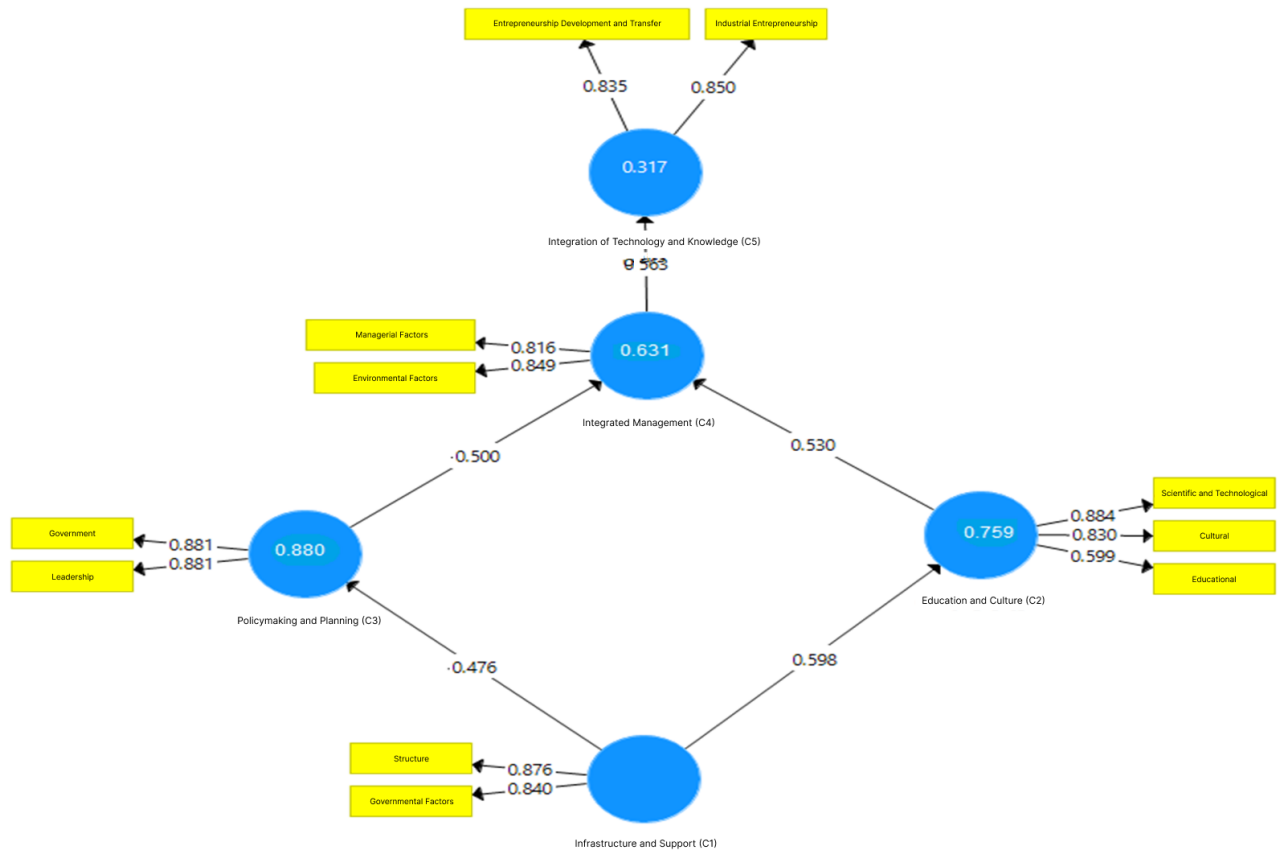 Entrepreneurship Development and Transfer
Industrial Entrepreneurship
0.835
0.850
0.317
Integration of Technology and Knowledge (C5)
Managerial Factors
0.816
0.631
Environmental Factors
0.849
Integrated Management (C4)
0.500
0.530
Government
0.881
0.880
Leadership
0.881
Policymaking and Planning (C3)
0.759
0.884
Scientific and Technological
0.830
Cultural
0.599
Educational
Education and Culture (C2)
0.476
0.598
Structure
0.876
Governmental Factors
0.840
Infrastructure and Support (C1)